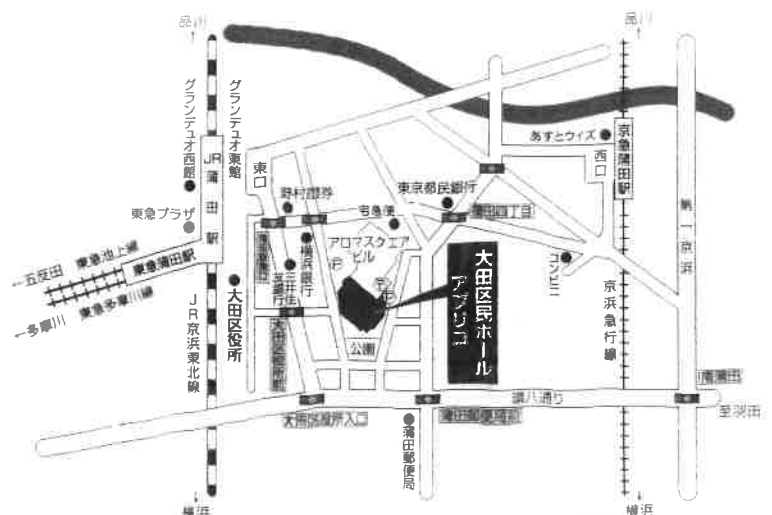 品川
品川
グランデュオ西館
グランデュオ東館
JR蒲田駅
東口
東急プラザ
野村證券
宅急便
東京都民銀行
蒲田四丁目
あすとウィズ
西口
京急蒲田駅
第一京浜
アロマスクエア
ビル
横浜銀行
三井住友銀行
大田区民ホール
アプリコ
コンビニ
←五反田
東急池上線
東急蒲田駅
←多摩川
東急多摩川線
大田区役所
JR京浜東北線
大田区役所前
公園
京浜急行線
南蒲田
環八通り
至羽田
大田区役所入口
蒲田郵便局前
蒲田郵便局
横浜
横浜